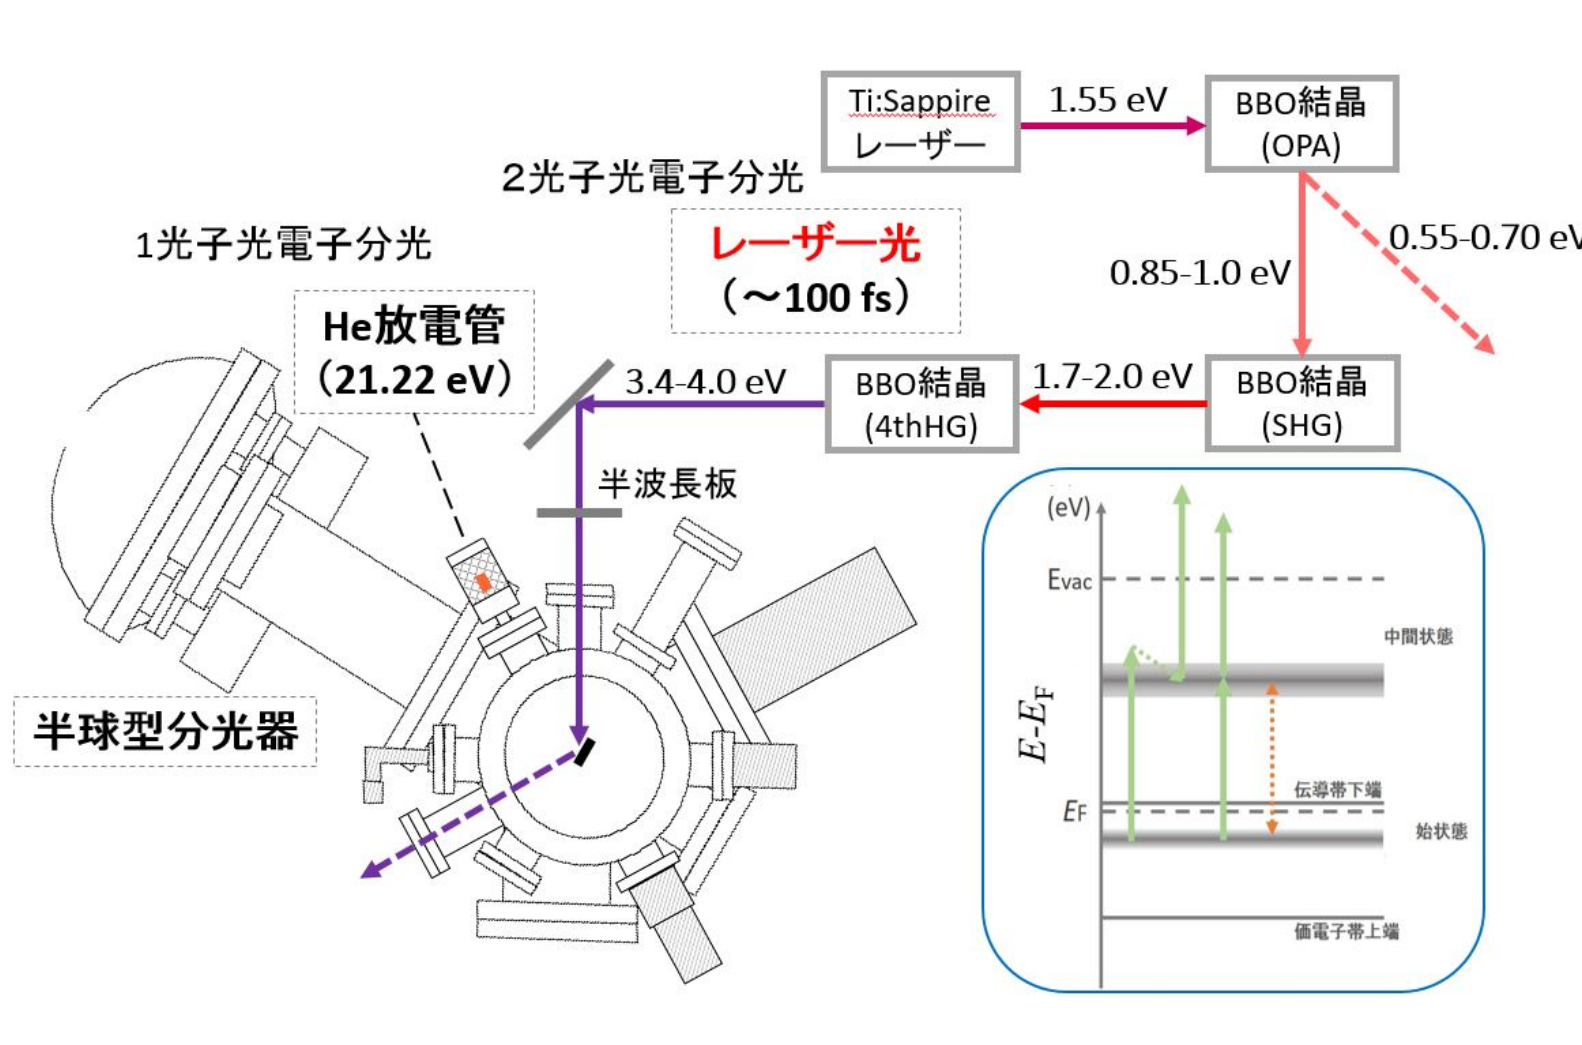 Ti:Sappire
レーザー
1.55 eV
BBO結晶
(OPA)
2光子光電子分光
1光子光電子分光
レーザー光
（～100 fs）
0.55-0.70 eV
0.85-1.0 eV
He放電管
（21.22 eV）
3.4-4.0 eV
BBO結晶
(4thHG)
1.7-2.0 eV
BBO結晶
(SHG)
半波長板
半球型分光器
(eV)
Evac
中間状態
E-EF
伝導帯下端
EF
始状態
価電子帯上端